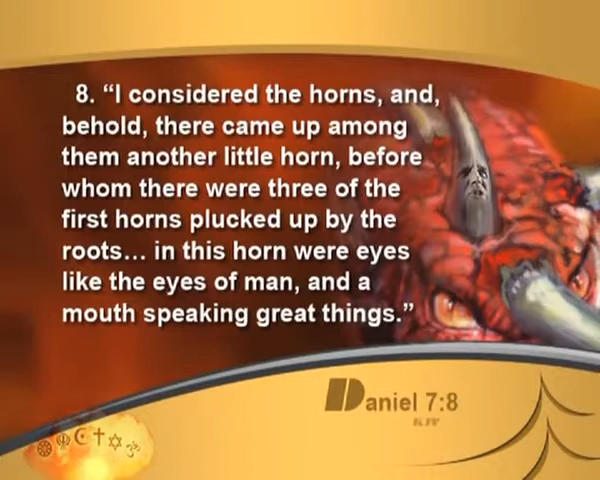 8. “I considered the horns, and,
behold, there came up among
them another little horn, before
whom there were three of the
first horns plucked up by the
roots... in this horn were eyes
like the eyes of man, and a
mouth speaking great things.”
Daniel 7:8
KJV